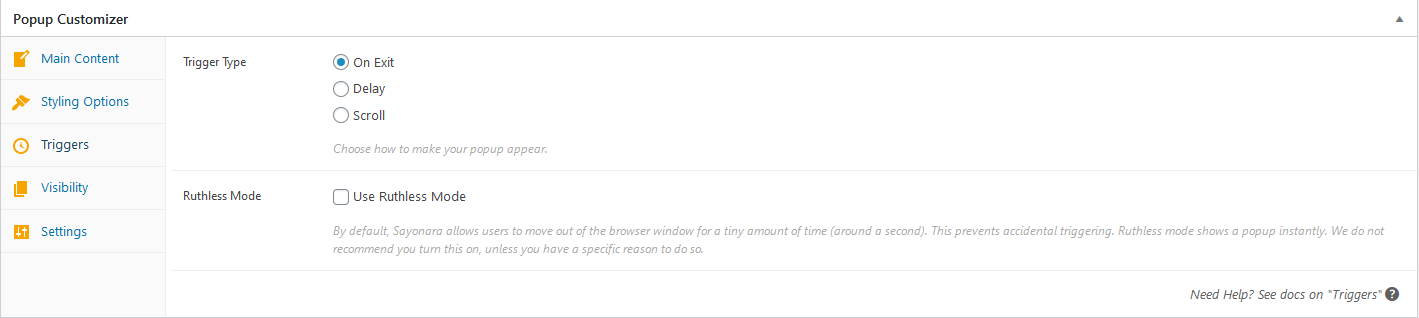 Popup Customizer
Main Content
Styling Options
Triggers
Visibility
Settings
Trigger Type
On Exit
Delay
Scroll
Choose how to make your popup appear.
Ruthless Mode
Use Ruthless Mode
By default, Sayonara allows users to move out of the browser window for a tiny amount of time (around a second). This prevents accidental triggering. Ruthless mode shows a popup instantly. We do not
recommend you turn this on, unless you have a specific reason to do so.
Need Help? See docs on "Triggers" ?